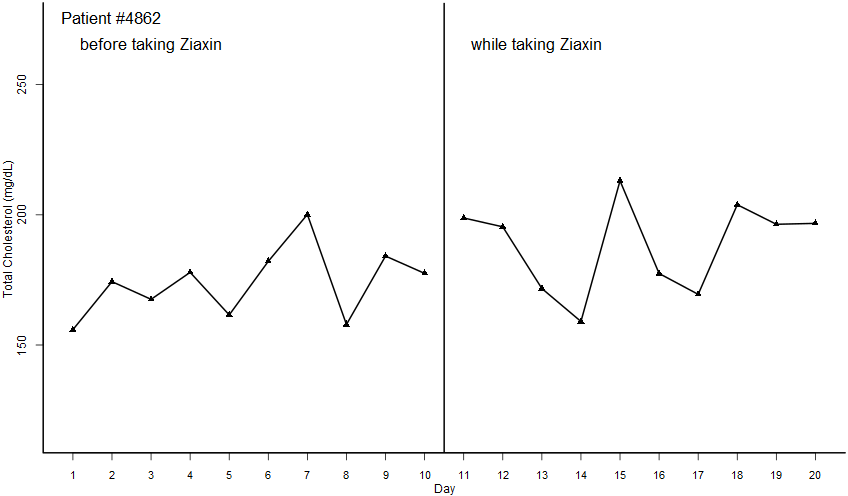 Patient #4862
before taking Ziaxin
while taking Ziaxin
Total Cholesterol (mg/dL)
250
200
150
1 2 3 4 5 6 7 8 9 10 11 12 13 14 15 16 17 18 19 20
Day